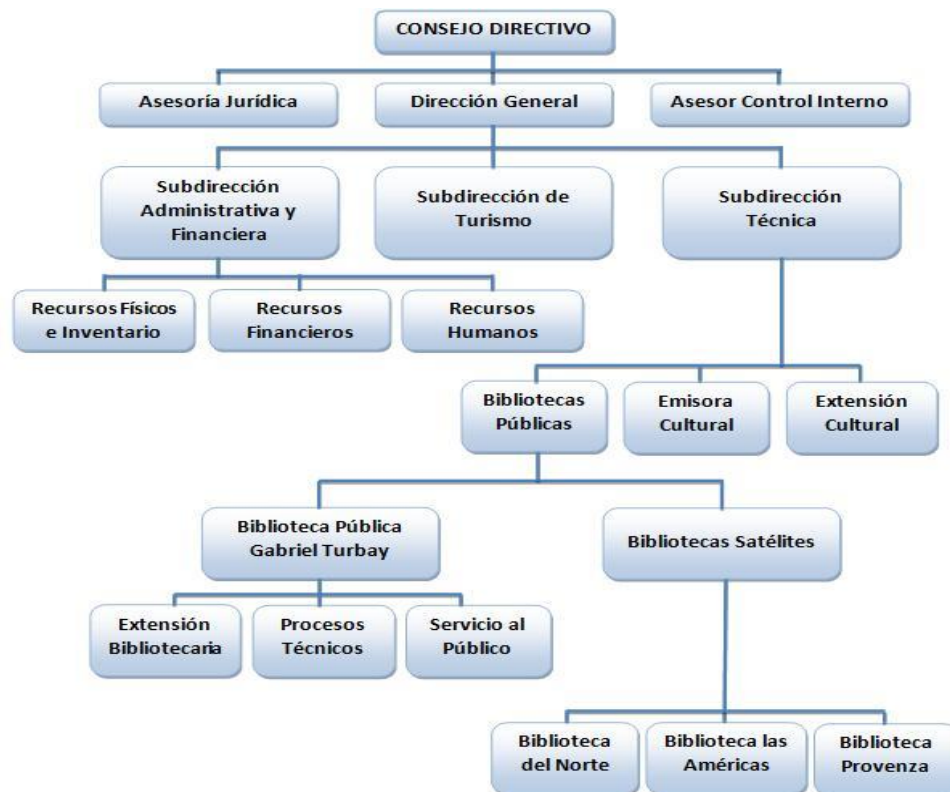 CONSEJO DIRECTIVO
Asesoría Jurídica
Dirección General
Asesor Control Interno
Subdirección
Administrativa y
Financiera
Subdirección de
Turismo
Subdirección
Técnica
Recursos Físicos
e Inventario
Recursos
Financieros
Recursos
Humanos
Bibliotecas
Públicas
Emisora
Cultural
Extensión
Cultural
Biblioteca Pública
Gabriel Turbay
Bibliotecas Satélites
Extensión
Bibliotecaria
Procesos
Técnicos
Servicio al
Público
Biblioteca
del Norte
Biblioteca las
Américas
Biblioteca
Provenza